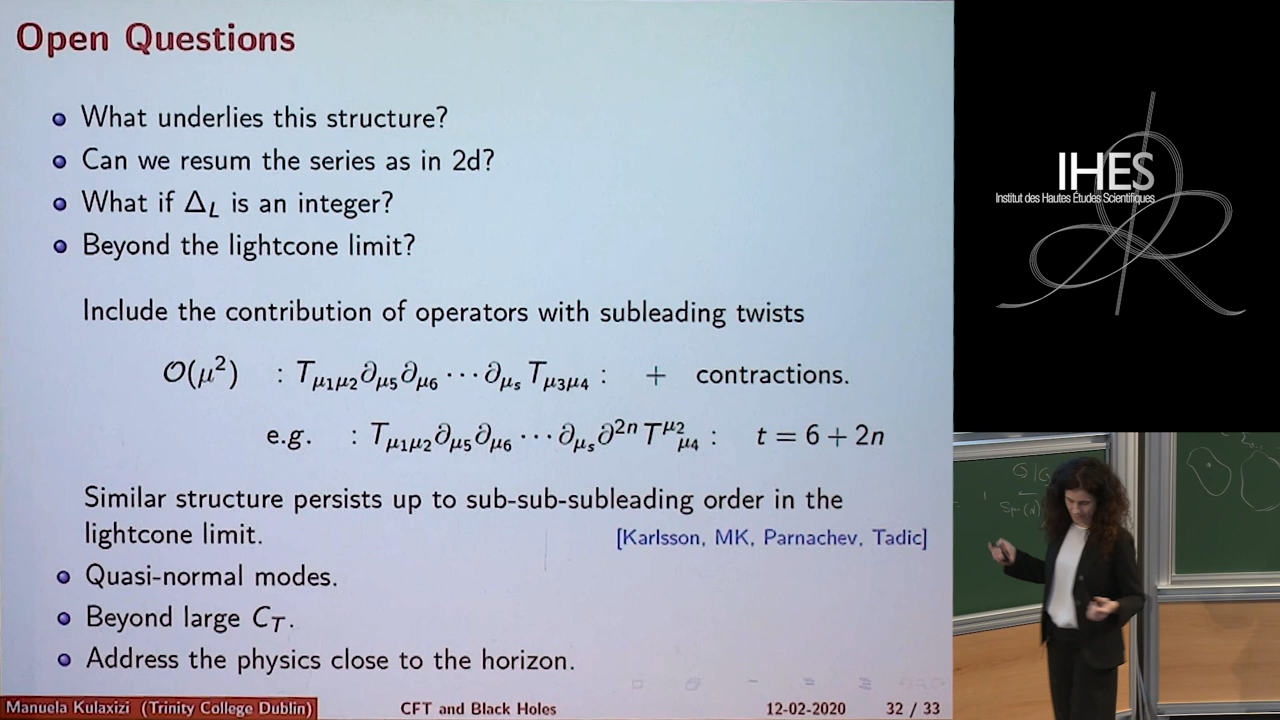 Open Questions
What underlies this structure?
Can we resum the series as in 2d?
What if Δ_L is an integer?
Beyond the lightcone limit?
Include the contribution of operators with subleading twists
O(μ²) : T_{μ₁μ₂}∂_{μ₅}∂_{μ₆} ⋯ ∂_{μ_s} T_{μ₃μ₄} : + contractions.
e.g. : T_{μ₁μ₂}∂_{μ₅}∂_{μ₆} ⋯ ∂_{μ_s}∂^{2n} T^{μ₂}_{μ₄} : t = 6 + 2n
Similar structure persists up to sub-sub-subleading order in the
lightcone limit. [Karlsson, MK, Parnachev, Tadic]
Quasi-normal modes.
Beyond large C_T.
Address the physics close to the horizon.
Manuela Kulaxizi (Trinity College Dublin) CFT and Black Holes 12-02-2020 32 / 33
IHES
Institut des Hautes Études Scientifiques